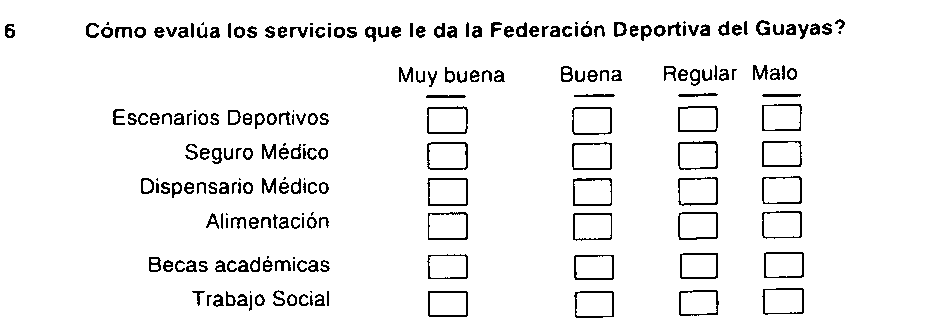 6 Cómo evalúa los servicios que le da la Federación Deportiva del Guayas?
Muy buena Buena Regular Malo
Escenarios Deportivos
Seguro Médico
Dispensario Médico
Alimentación
Becas académicas
Trabajo Social